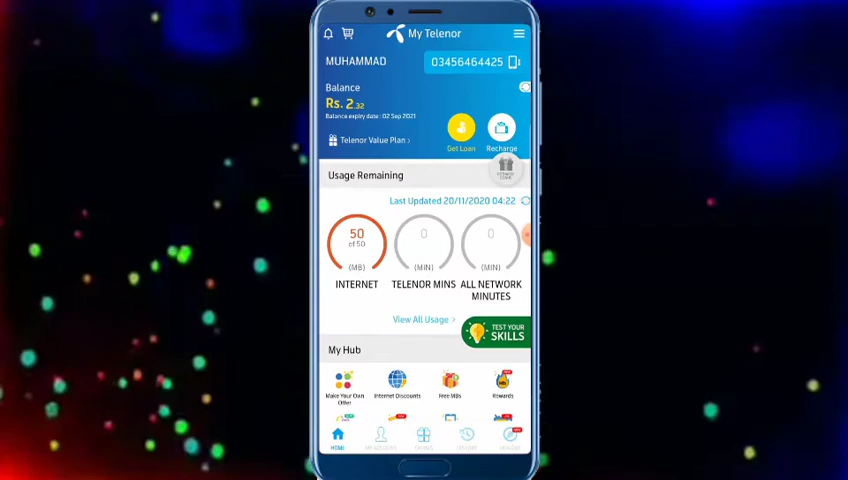 My Telenor
MUHAMMAD
03456464425
Balance
Rs. 2.32
Balance expiry date : 02 Sep 2021
Telenor Value Plan >
Get Loan
Recharge
Usage Remaining
Last Updated 20/11/2020 04:22
50
of 50
(MB)
INTERNET
0
(MIN)
TELENOR MINS
0
(MIN)
ALL NETWORK
MINUTES
View All Usage >
TEST YOUR
SKILLS
My Hub
Make Your Own
Offer
Internet Discounts
Free MBs
Rewards
HOME